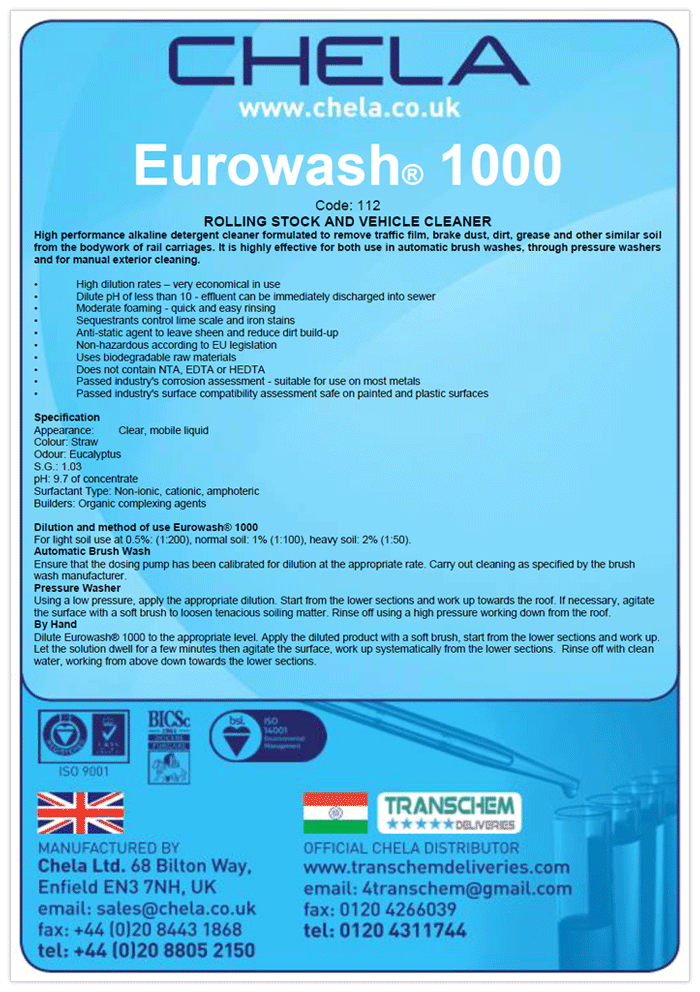 CHELA
www.chela.co.uk
Eurowash® 1000
Code: 112
ROLLING STOCK AND VEHICLE CLEANER
High performance alkaline detergent cleaner formulated to remove traffic film, brake dust, dirt, grease and other similar soil
from the bodywork of rail carriages. It is highly effective for both use in automatic brush washes, through pressure washers
and for manual exterior cleaning.
• High dilution rates – very economical in use
• Dilute pH of less than 10 - effluent can be immediately discharged into sewer
• Moderate foaming - quick and easy rinsing
• Sequestrants control lime scale and iron stains
• Anti-static agent to leave sheen and reduce dirt build-up
• Non-hazardous according to EU legislation
• Uses biodegradable raw materials
• Does not contain NTA, EDTA or HEDTA
• Passed industry's corrosion assessment - suitable for use on most metals
• Passed industry's surface compatibility assessment safe on painted and plastic surfaces
Specification
Appearance: Clear, mobile liquid
Colour: Straw
Odour: Eucalyptus
S.G.: 1.03
pH: 9.7 of concentrate
Surfactant Type: Non-ionic, cationic, amphoteric
Builders: Organic complexing agents
Dilution and method of use Eurowash® 1000
For light soil use at 0.5%: (1:200), normal soil: 1% (1:100), heavy soil: 2% (1:50).
Automatic Brush Wash
Ensure that the dosing pump has been calibrated for dilution at the appropriate rate. Carry out cleaning as specified by the brush
wash manufacturer.
Pressure Washer
Using a low pressure, apply the appropriate dilution. Start from the lower sections and work up towards the roof. If necessary, agitate
the surface with a soft brush to loosen tenacious soiling matter. Rinse off using a high pressure working down from the roof.
By Hand
Dilute Eurowash® 1000 to the appropriate level. Apply the diluted product with a soft brush, start from the lower sections and work up.
Let the solution dwell for a few minutes then agitate the surface, work up systematically from the lower sections. Rinse off with clean
water, working from above down towards the lower sections.
ISO 9001
BICSc
bsi.
ISO
14001
Environmental
Management
TRANSCHEM
DELIVERIES
MANUFACTURED BY
Chela Ltd. 68 Bilton Way,
Enfield EN3 7NH, UK
email: sales@chela.co.uk
fax: +44 (0)20 8443 1868
tel: +44 (0)20 8805 2150
OFFICIAL CHELA DISTRIBUTOR
www.transchemdeliveries.com
email: 4transchem@gmail.com
fax: 0120 4266039
tel: 0120 4311744